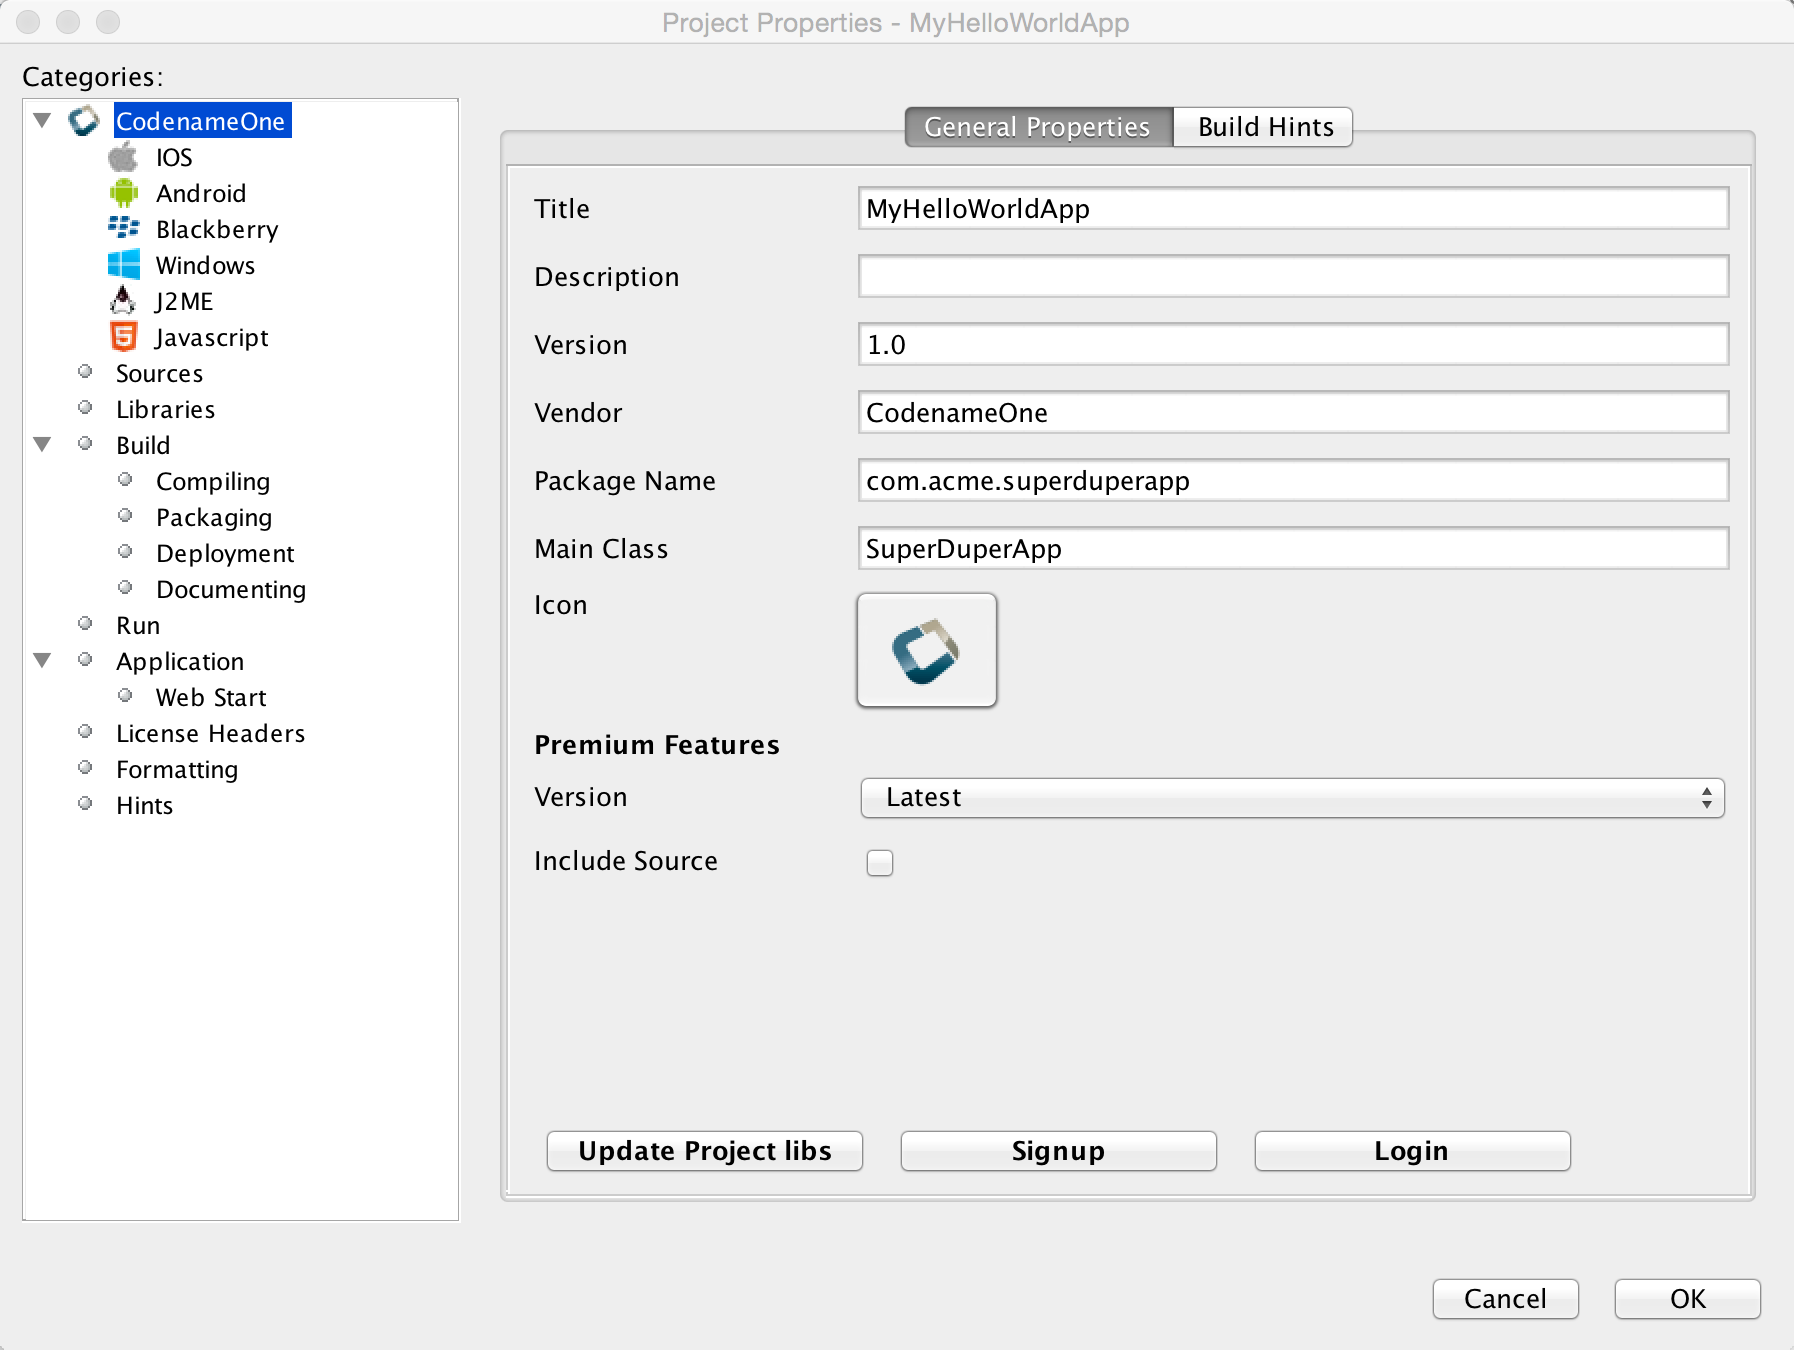 Project Properties - MyHelloWorldApp
Categories:
CodenameOne
IOS
Android
Blackberry
Windows
J2ME
Javascript
Sources
Libraries
Build
Compiling
Packaging
Deployment
Documenting
Run
Application
Web Start
License Headers
Formatting
Hints
General Properties
Build Hints
Title
MyHelloWorldApp
Description
Version
1.0
Vendor
CodenameOne
Package Name
com.acme.superduperapp
Main Class
SuperDuperApp
Icon
Premium Features
Version
Latest
Include Source
Update Project libs
Signup
Login
Cancel
OK